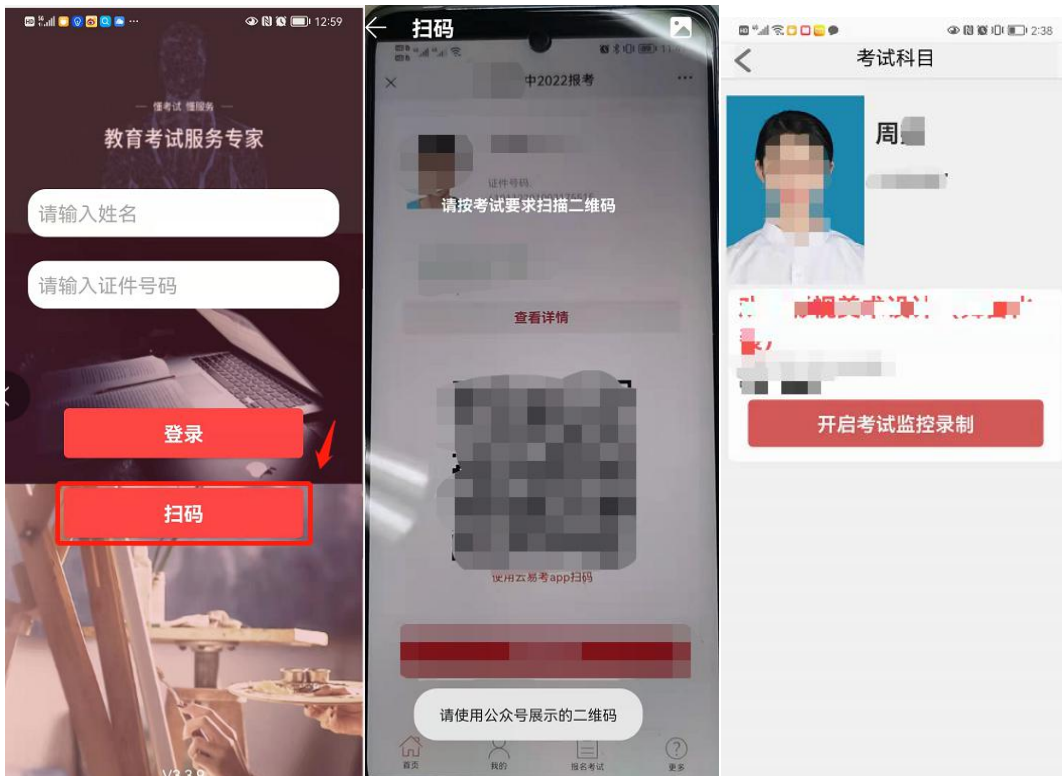 12:59
懂考试 懂服务
教育考试服务专家
请输入姓名
请输入证件号码
登录
扫码
扫码
中2022报考
证件号码
请按考试要求扫描二维码
查看详情
使用云易考app扫码
请使用公众号展示的二维码
首页
我的
报名考试
更多
2:38
考试科目
周
开启考试监控录制